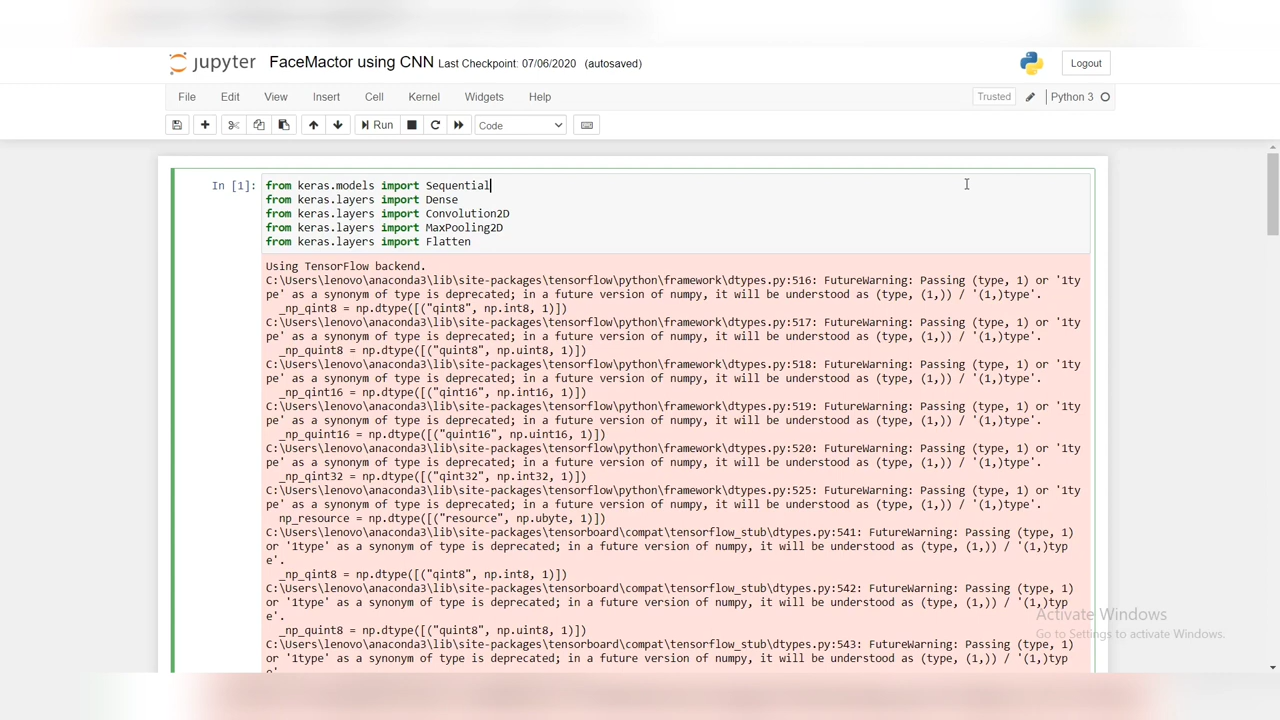 jupyter FaceMactor using CNN Last Checkpoint: 07/06/2020 (autosaved)
Logout
File Edit View Insert Cell Kernel Widgets Help
Trusted Python 3
Run Code
In [1]: from keras.models import Sequential
from keras.layers import Dense
from keras.layers import Convolution2D
from keras.layers import MaxPooling2D
from keras.layers import Flatten
Using TensorFlow backend.
C:\Users\lenovo\anaconda3\lib\site-packages\tensorflow\python\framework\dtypes.py:516: FutureWarning: Passing (type, 1) or '1ty
pe' as a synonym of type is deprecated; in a future version of numpy, it will be understood as (type, (1,)) / '(1,)type'.
_np_qint8 = np.dtype([("qint8", np.int8, 1)])
C:\Users\lenovo\anaconda3\lib\site-packages\tensorflow\python\framework\dtypes.py:517: FutureWarning: Passing (type, 1) or '1ty
pe' as a synonym of type is deprecated; in a future version of numpy, it will be understood as (type, (1,)) / '(1,)type'.
_np_quint8 = np.dtype([("quint8", np.uint8, 1)])
C:\Users\lenovo\anaconda3\lib\site-packages\tensorflow\python\framework\dtypes.py:518: FutureWarning: Passing (type, 1) or '1ty
pe' as a synonym of type is deprecated; in a future version of numpy, it will be understood as (type, (1,)) / '(1,)type'.
_np_qint16 = np.dtype([("qint16", np.int16, 1)])
C:\Users\lenovo\anaconda3\lib\site-packages\tensorflow\python\framework\dtypes.py:519: FutureWarning: Passing (type, 1) or '1ty
pe' as a synonym of type is deprecated; in a future version of numpy, it will be understood as (type, (1,)) / '(1,)type'.
_np_quint16 = np.dtype([("quint16", np.uint16, 1)])
C:\Users\lenovo\anaconda3\lib\site-packages\tensorflow\python\framework\dtypes.py:520: FutureWarning: Passing (type, 1) or '1ty
pe' as a synonym of type is deprecated; in a future version of numpy, it will be understood as (type, (1,)) / '(1,)type'.
_np_qint32 = np.dtype([("qint32", np.int32, 1)])
C:\Users\lenovo\anaconda3\lib\site-packages\tensorflow\python\framework\dtypes.py:525: FutureWarning: Passing (type, 1) or '1ty
pe' as a synonym of type is deprecated; in a future version of numpy, it will be understood as (type, (1,)) / '(1,)type'.
np_resource = np.dtype([("resource", np.ubyte, 1)])
C:\Users\lenovo\anaconda3\lib\site-packages\tensorboard\compat\tensorflow_stub\dtypes.py:541: FutureWarning: Passing (type, 1)
or '1type' as a synonym of type is deprecated; in a future version of numpy, it will be understood as (type, (1,)) / '(1,)typ
e'.
_np_qint8 = np.dtype([("qint8", np.int8, 1)])
C:\Users\lenovo\anaconda3\lib\site-packages\tensorboard\compat\tensorflow_stub\dtypes.py:542: FutureWarning: Passing (type, 1)
or '1type' as a synonym of type is deprecated; in a future version of numpy, it will be understood as (type, (1,)) / '(1,)typ
e'.
_np_quint8 = np.dtype([("quint8", np.uint8, 1)])
C:\Users\lenovo\anaconda3\lib\site-packages\tensorboard\compat\tensorflow_stub\dtypes.py:543: FutureWarning: Passing (type, 1)
or '1type' as a synonym of type is deprecated; in a future version of numpy, it will be understood as (type, (1,)) / '(1,)typ
Activate Windows
Go to Settings to activate Windows.